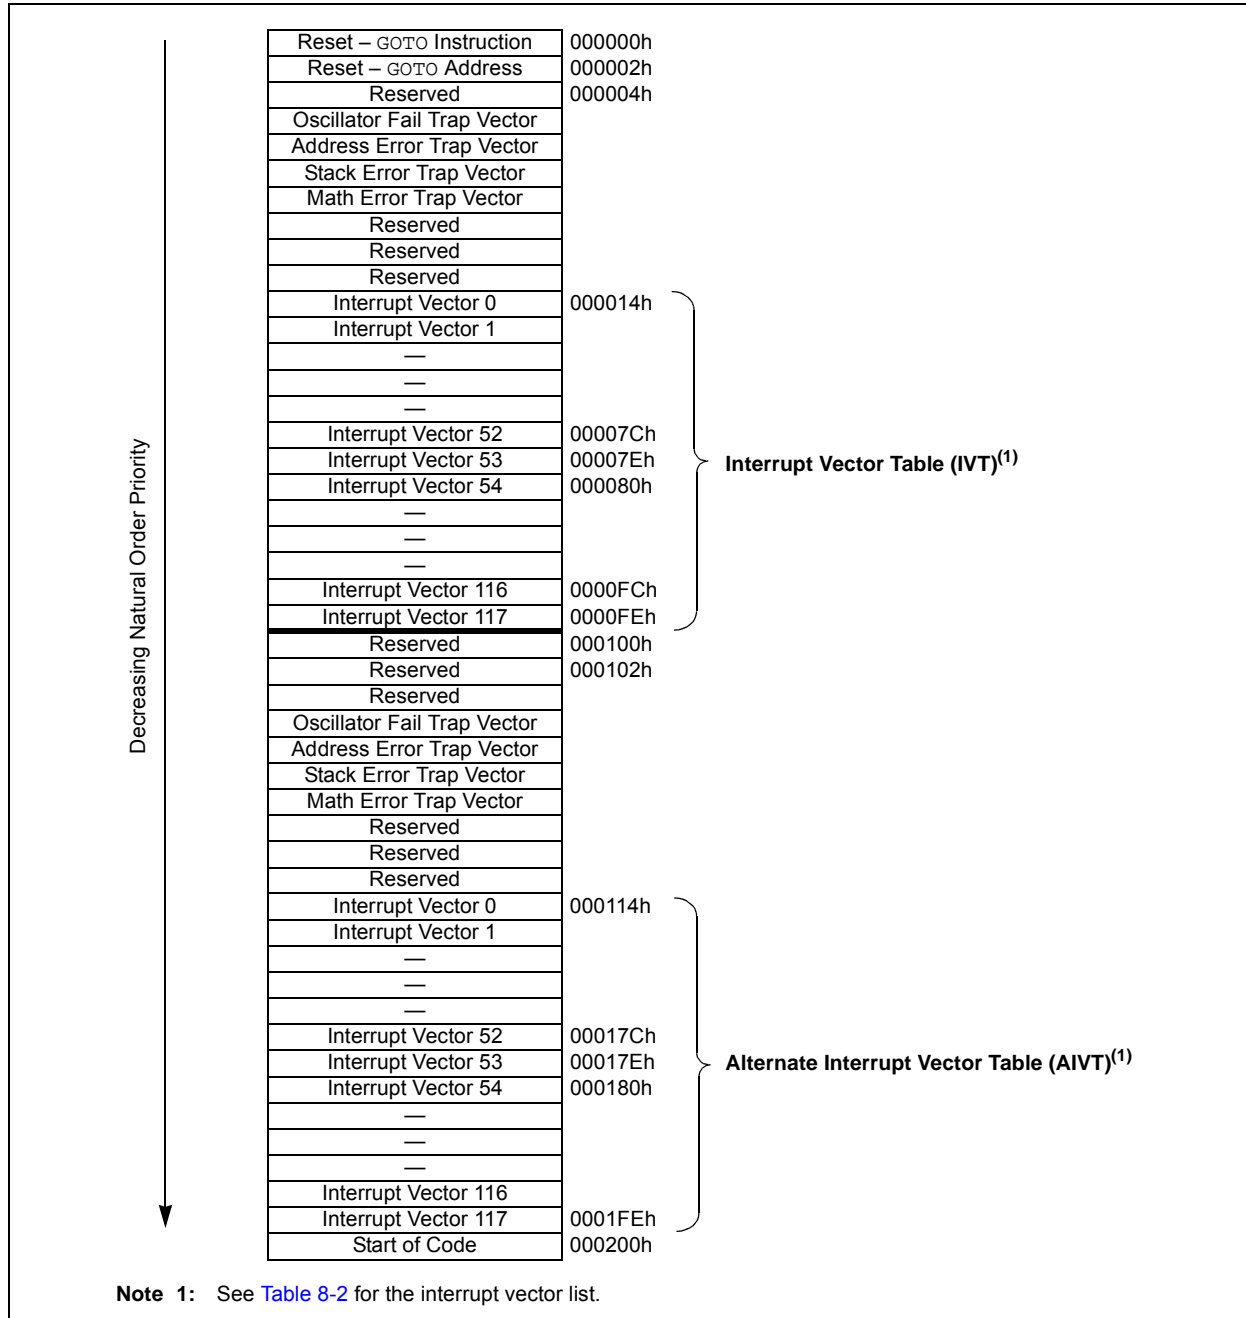 Reset – GOTO Instruction 000000h
Reset – GOTO Address 000002h
Reserved 000004h
Oscillator Fail Trap Vector
Address Error Trap Vector
Stack Error Trap Vector
Math Error Trap Vector
Reserved
Reserved
Reserved
Interrupt Vector 0 000014h
Interrupt Vector 1
—
—
—
Interrupt Vector 52 00007Ch
Interrupt Vector 53 00007Eh
Interrupt Vector Table (IVT)(1)
Interrupt Vector 54 000080h
—
—
—
Interrupt Vector 116 0000FCh
Interrupt Vector 117 0000FEh
Decreasing Natural Order Priority
Reserved 000100h
Reserved 000102h
Reserved
Oscillator Fail Trap Vector
Address Error Trap Vector
Stack Error Trap Vector
Math Error Trap Vector
Reserved
Reserved
Reserved
Interrupt Vector 0 000114h
Interrupt Vector 1
—
—
—
Interrupt Vector 52 00017Ch
Interrupt Vector 53 00017Eh
Alternate Interrupt Vector Table (AIVT)(1)
Interrupt Vector 54 000180h
—
—
—
Interrupt Vector 116
Interrupt Vector 117 0001FEh
Start of Code 000200h
Note 1: See Table 8-2 for the interrupt vector list.